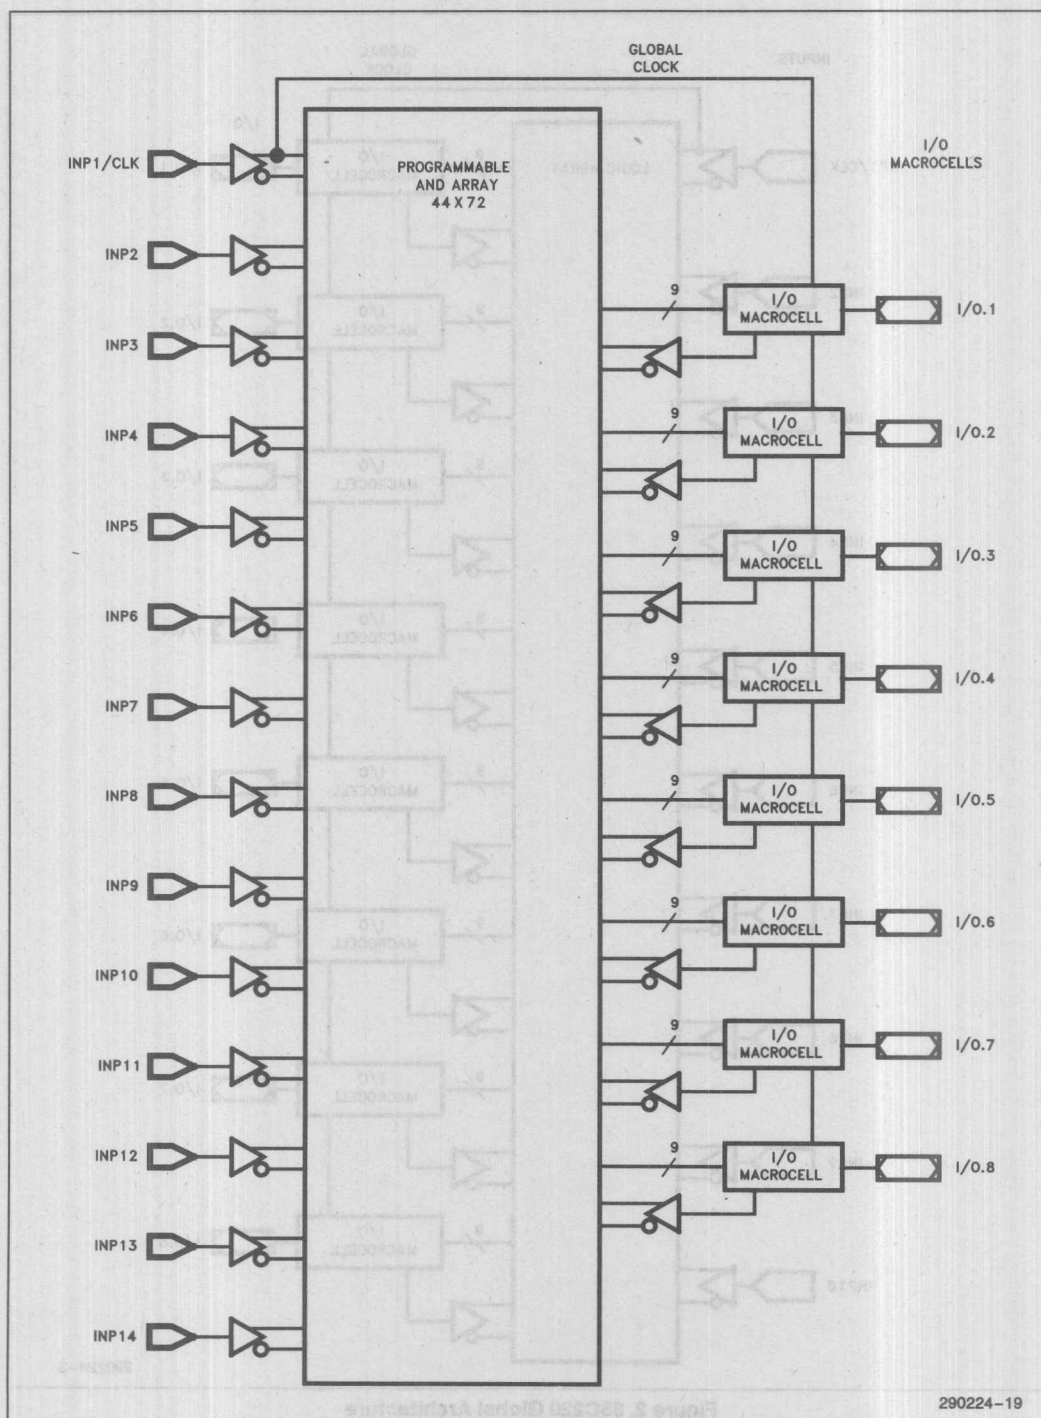 GLOBAL
CLOCK
I/O
MACROCELLS
INP1/CLK
PROGRAMMABLE
AND ARRAY
44 X 72
INP2
INP3
INP4
INP5
INP6
INP7
INP8
INP9
INP10
INP11
INP12
INP13
INP14
9
I/O
MACROCELL
I/O.1
9
I/O
MACROCELL
I/O.2
9
I/O
MACROCELL
I/O.3
9
I/O
MACROCELL
I/O.4
9
I/O
MACROCELL
I/O.5
9
I/O
MACROCELL
I/O.6
9
I/O
MACROCELL
I/O.7
9
I/O
MACROCELL
I/O.8
290224-19